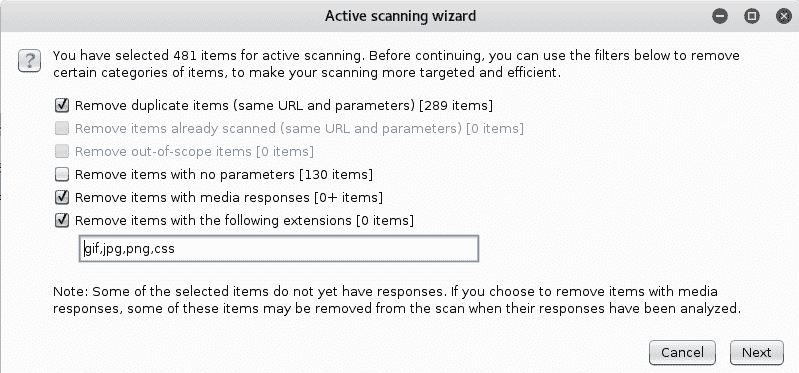 Active scanning wizard
You have selected 481 items for active scanning. Before continuing, you can use the filters below to remove
certain categories of items, to make your scanning more targeted and efficient.
Remove duplicate items (same URL and parameters) [289 items]
Remove items already scanned (same URL and parameters) [0 items]
Remove out-of-scope items [0 items]
Remove items with no parameters [130 items]
Remove items with media responses [0+ items]
Remove items with the following extensions [0 items]
gif,jpg,png,css
Note: Some of the selected items do not yet have responses. If you choose to remove items with media
responses, some of these items may be removed from the scan when their responses have been analyzed.
Cancel Next